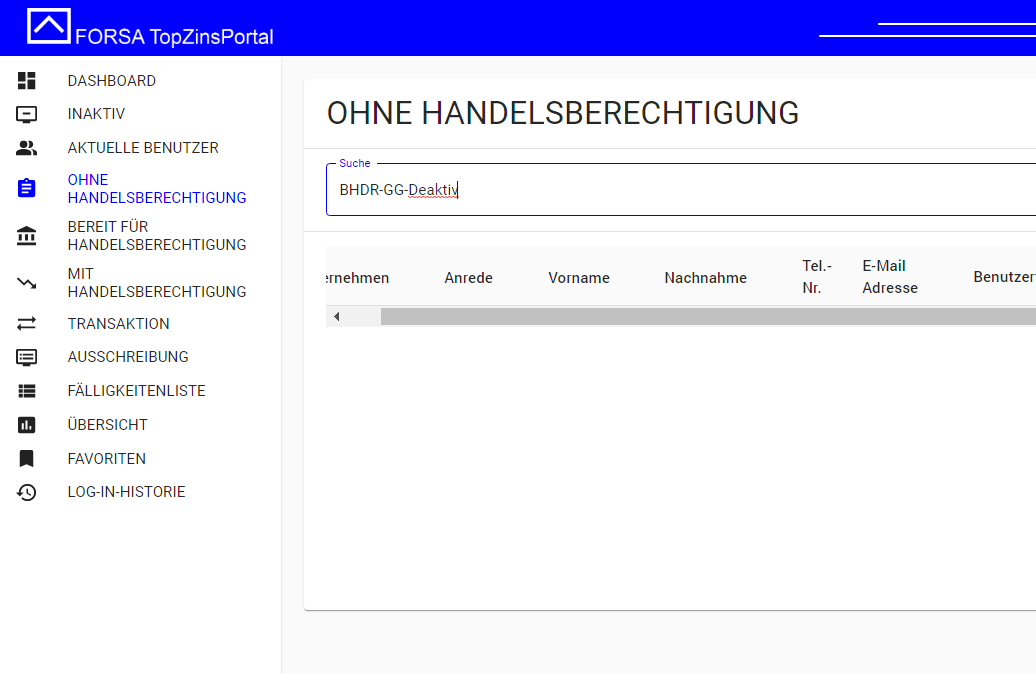 FORSA TopZinsPortal
DASHBOARD
INAKTIV
AKTUELLE BENUTZER
OHNE
HANDELSBERECHTIGUNG
BEREIT FÜR
HANDELSBERECHTIGUNG
MIT
HANDELSBERECHTIGUNG
TRANSAKTION
AUSSCHREIBUNG
FÄLLIGKEITENLISTE
ÜBERSICHT
FAVORITEN
LOG-IN-HISTORIE
OHNE HANDELSBERECHTIGUNG
Suche
BHDR-GG-Deaktiv
ernehmen Anrede Vorname Nachnahme Tel.- E-Mail Benutzer
Nr. Adresse